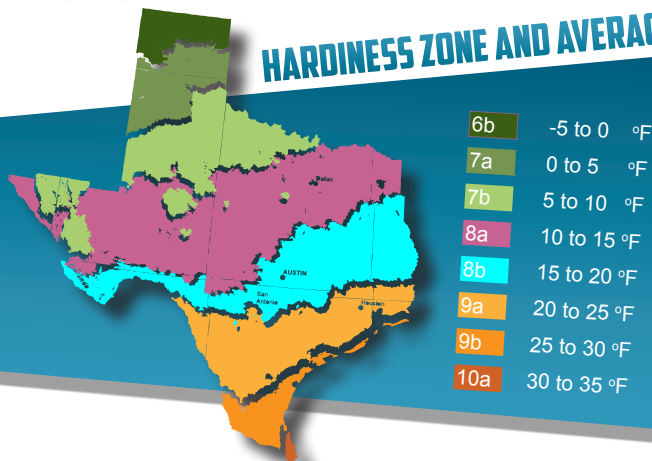 HARDINESS ZONE AND AVERAG
6b -5 to 0 °F
7a 0 to 5 °F
7b 5 to 10 °F
8a 10 to 15 °F
8b 15 to 20 °F
9a 20 to 25 °F
9b 25 to 30 °F
10a 30 to 35 °F
Dallas
AUSTIN
San
Antonio
Houston